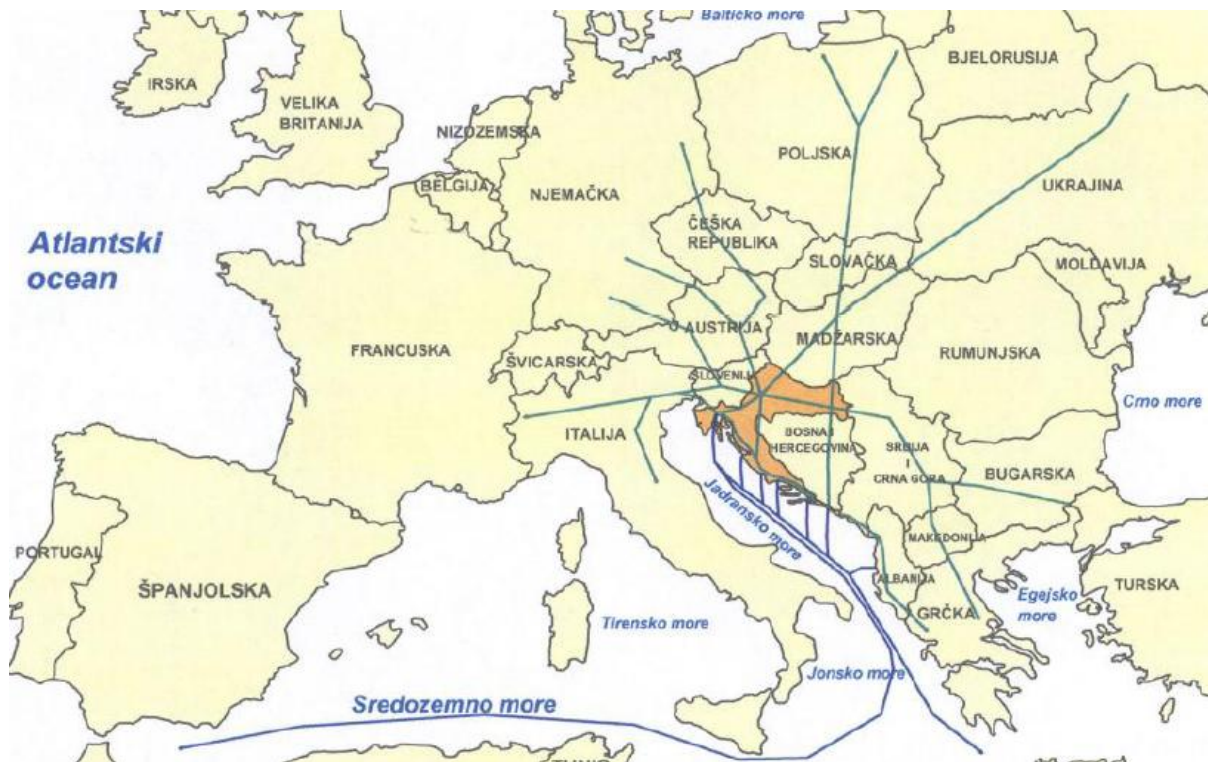 Baltičko more
BJELORUSIJA
IRSKA
VELIKA
BRITANIJA
NIZOZEMSKA
POLJSKA
BELGIJA
NJEMAČKA
UKRAJINA
ČEŠKA
REPUBLIKA
Atlantski
ocean
SLOVAČKA
MOLDAVIJA
AUSTRIJA
MADŽARSKA
RUMUNJSKA
FRANCUSKA
ŠVICARSKA
SLOVENIJ
Crno more
ITALIJA
BOSNA I
HERCEGOVINA
SRBIJA
I
CRNA GORA
BUGARSKA
Jadransko more
MAKEDONIJA
PORTUGAL
ŠPANJOLSKA
ALBANIJA
TURSKA
Egejsko
more
GRČKA
Tirensko more
Jonsko more
Sredozemno more